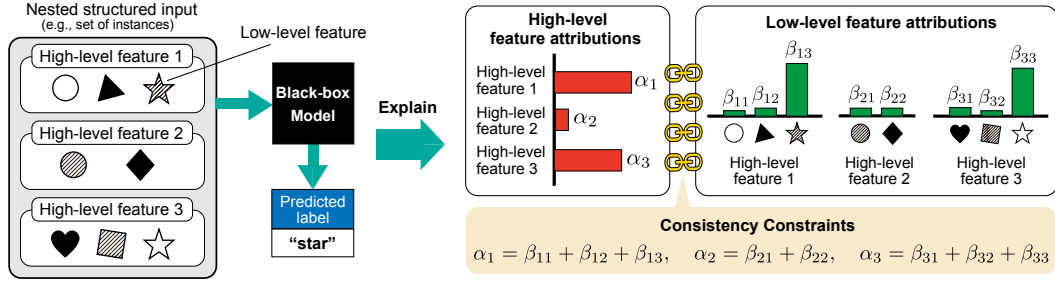 Nested structured input
(e.g., set of instances)
High-level feature 1
High-level feature 2
High-level feature 3
Low-level feature
Black-box
Model
Predicted
label
“star”
Explain
High-level
feature attributions
High-level
feature 1
α₁
High-level
feature 2
α₂
High-level
feature 3
α₃
Low-level feature attributions
β₁₁ β₁₂ β₁₃
High-level
feature 1
β₂₁ β₂₂
High-level
feature 2
β₃₁ β₃₂ β₃₃
High-level
feature 3
Consistency Constraints
α₁ = β₁₁ + β₁₂ + β₁₃, α₂ = β₂₁ + β₂₂, α₃ = β₃₁ + β₃₂ + β₃₃